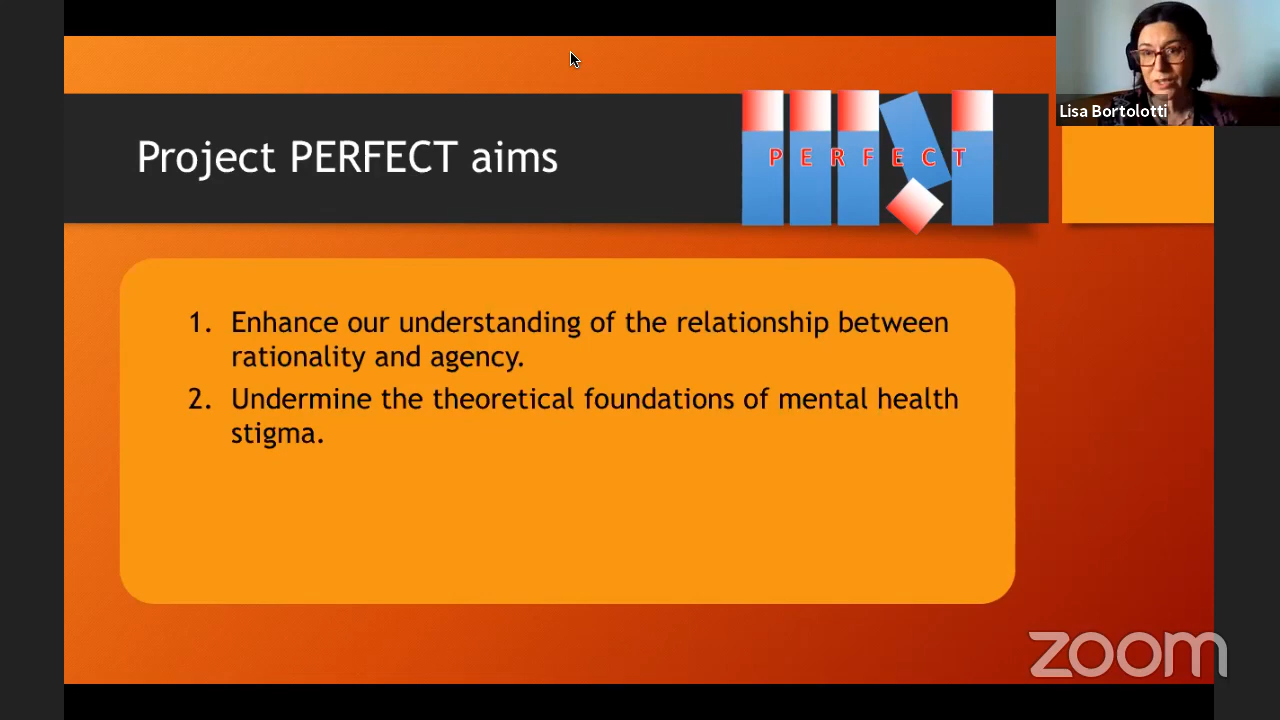 Lisa Bortolotti
Project PERFECT aims
PERFECT
1. Enhance our understanding of the relationship between
rationality and agency.
2. Undermine the theoretical foundations of mental health
stigma.
zoom